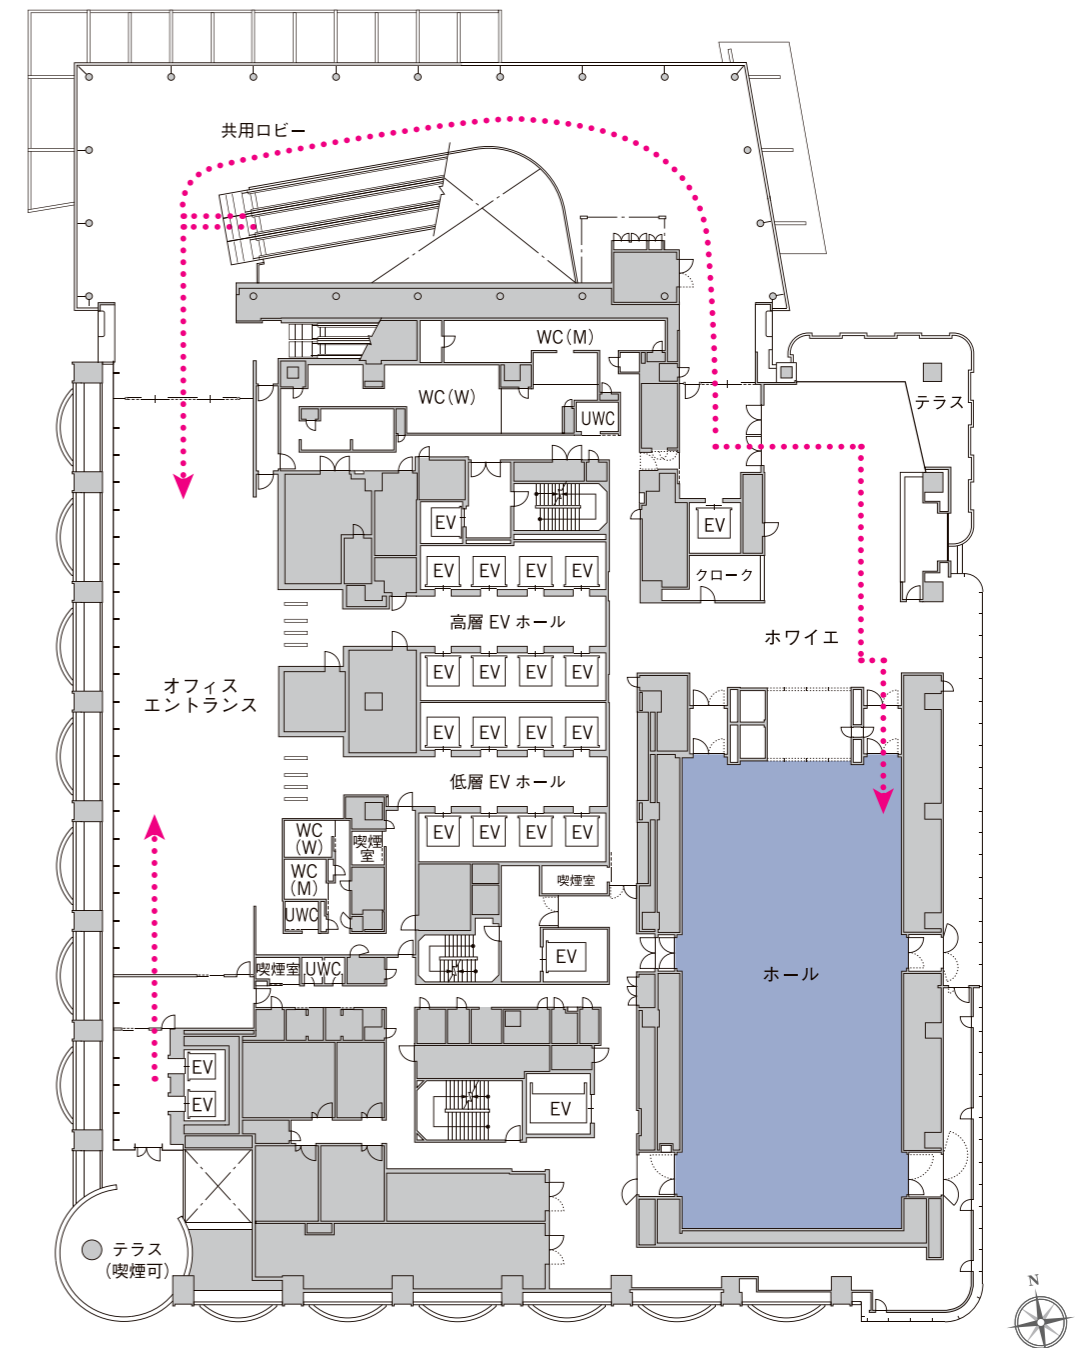 共用ロビー
WC(M)
WC(W)
UWC
テラス
EV
EV
クローク
EV
EV
EV
EV
高層 EV ホール
ホワイエ
EV
EV
EV
EV
オフィス
エントランス
EV
EV
EV
EV
低層 EV ホール
WC
(W)
喫煙
室
EV
EV
EV
EV
WC
(M)
喫煙室
UWC
EV
喫煙室
UWC
ホール
EV
EV
EV
テラス
(喫煙可)
N